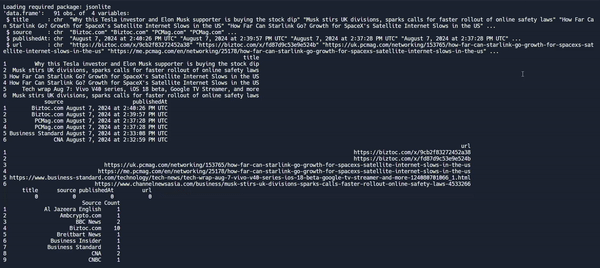 Loading required package: jsonlite
'data.frame':   91 obs. of  4 variables:
 $ title      : chr  "Why this Tesla investor and Elon Musk supporter is buying the stock dip" "Musk stirs UK divisions, sparks calls for faster rollout of online safety laws" "How Far Ca
n Starlink Go? Growth for SpaceX's Satellite Internet Slows in the US" "How Far Can Starlink Go? Growth for SpaceX's Satellite Internet Slows in the US" ...
 $ source     : chr  "Biztoc.com" "Biztoc.com" "PCMag.com" "PCMag.com" ...
 $ publishedAt: chr  "August 7, 2024 at 2:40:26 PM UTC" "August 7, 2024 at 2:39:57 PM UTC" "August 7, 2024 at 2:37:28 PM UTC" "August 7, 2024 at 2:37:28 PM UTC" ...
 $ url        : chr  "https://biztoc.com/x/9cb2f83272452a38" "https://biztoc.com/x/fd87d9c53e9e524b" "https://uk.pcmag.com/networking/153765/how-far-can-starlink-go-growth-for-spacexs-sat
ellite-internet-slows-in-the-us" "https://me.pcmag.com/en/networking/25178/how-far-can-starlink-go-growth-for-spacexs-satellite-internet-slows-in-the-us" ...
title
1 Why this Tesla investor and Elon Musk supporter is buying the stock dip
2 Musk stirs UK divisions, sparks calls for faster rollout of online safety laws
3 How Far Can Starlink Go? Growth for SpaceX's Satellite Internet Slows in the US
4 How Far Can Starlink Go? Growth for SpaceX's Satellite Internet Slows in the US
5 Tech wrap Aug 7: Vivo V40 series, iOS 18 beta, Google TV Streamer, and more
6 Musk stirs UK divisions, sparks calls for faster rollout of online safety laws
source publishedAt
1 Biztoc.com August 7, 2024 at 2:40:26 PM UTC
2 Biztoc.com August 7, 2024 at 2:39:57 PM UTC
3 PCMag.com August 7, 2024 at 2:37:28 PM UTC
4 PCMag.com August 7, 2024 at 2:37:28 PM UTC
5 Business Standard August 7, 2024 at 2:33:08 PM UTC
6 CNA August 7, 2024 at 2:32:59 PM UTC
url
1 https://biztoc.com/x/9cb2f83272452a38
2 https://biztoc.com/x/fd87d9c53e9e524b
3 https://uk.pcmag.com/networking/153765/how-far-can-starlink-go-growth-for-spacexs-satellite-internet-slows-in-the-us
4 https://me.pcmag.com/en/networking/25178/how-far-can-starlink-go-growth-for-spacexs-satellite-internet-slows-in-the-us
5 https://www.business-standard.com/technology/tech-news/tech-wrap-aug-7-vivo-v40-series-ios-18-beta-google-tv-streamer-and-more-124080701066_1.html
6 https://www.channelnewsasia.com/business/musk-stirs-uk-divisions-sparks-calls-faster-rollout-online-safety-laws-4533266
title source publishedAt url
0 0 0 0
Source Count
1 Al Jazeera English 1
2 Ambcrypto.com 1
3 BBC News 2
4 Biztoc.com 10
5 Breitbart News 1
6 Business Insider 1
7 Business Standard 1
8 CNA 2
9 CNBC 1